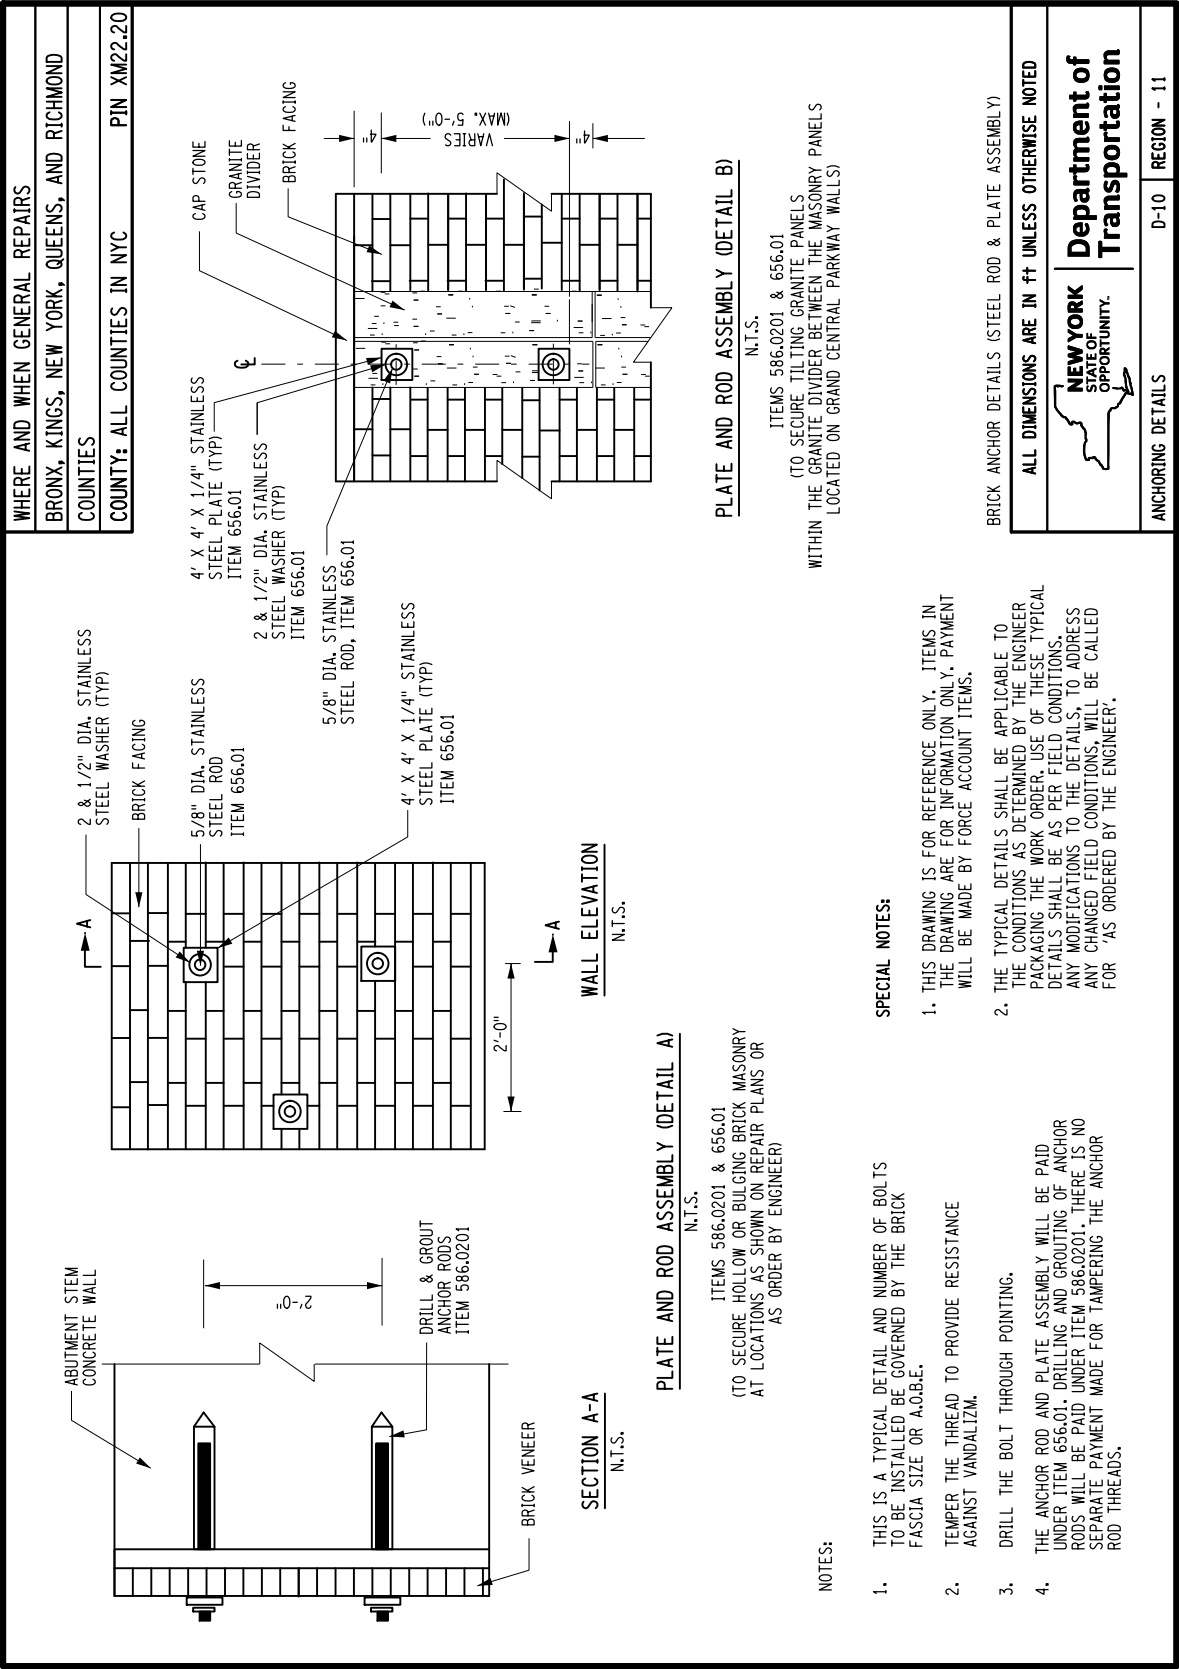 ABUTMENT STEM
CONCRETE WALL
2'-0"
DRILL & GROUT
ANCHOR RODS
ITEM 586.0201
BRICK VENEER
SECTION A-A
N.T.S.
2 & 1/2" DIA. STAINLESS
STEEL WASHER (TYP)
BRICK FACING
5/8" DIA. STAINLESS
STEEL ROD
ITEM 656.01
4' X 4' X 1/4" STAINLESS
STEEL PLATE (TYP)
ITEM 656.01
A
A
2'-0"
WALL ELEVATION
N.T.S.
PLATE AND ROD ASSEMBLY (DETAIL A)
N.T.S.
ITEMS 586.0201 & 656.01
(TO SECURE HOLLOW OR BULGING BRICK MASONRY
AT LOCATIONS AS SHOWN ON REPAIR PLANS OR
AS ORDER BY ENGINEER)
4' X 4' X 1/4" STAINLESS
STEEL PLATE (TYP)
ITEM 656.01
2 & 1/2" DIA. STAINLESS
STEEL WASHER (TYP)
ITEM 656.01
5/8" DIA. STAINLESS
STEEL ROD, ITEM 656.01
CL
CAP STONE
GRANITE
DIVIDER
BRICK FACING
4"
VARIES
(MAX. 5'-0")
4"
PLATE AND ROD ASSEMBLY (DETAIL B)
N.T.S.
ITEMS 586.0201 & 656.01
(TO SECURE TILTING GRANITE PANELS
WITHIN THE GRANITE DIVIDER BETWEEN THE MASONRY PANELS
LOCATED ON GRAND CENTRAL PARKWAY WALLS)
WHERE AND WHEN GENERAL REPAIRS
BRONX, KINGS, NEW YORK, QUEENS, AND RICHMOND
COUNTIES
COUNTY: ALL COUNTIES IN NYC PIN XM22.20
NOTES:
1. THIS IS A TYPICAL DETAIL AND NUMBER OF BOLTS
TO BE INSTALLED BE GOVERNED BY THE BRICK
FASCIA SIZE OR A.O.B.E.
2. TEMPER THE THREAD TO PROVIDE RESISTANCE
AGAINST VANDALIZM.
3. DRILL THE BOLT THROUGH POINTING.
4. THE ANCHOR ROD AND PLATE ASSEMBLY WILL BE PAID
UNDER ITEM 656.01. DRILLING AND GROUTING OF ANCHOR
RODS WILL BE PAID UNDER ITEM 586.0201. THERE IS NO
SEPARATE PAYMENT MADE FOR TAMPERING THE ANCHOR
ROD THREADS.
SPECIAL NOTES:
1. THIS DRAWING IS FOR REFERENCE ONLY. ITEMS IN
THE DRAWING ARE FOR INFORMATION ONLY. PAYMENT
WILL BE MADE BY FORCE ACCOUNT ITEMS.
2. THE TYPICAL DETAILS SHALL BE APPLICABLE TO
THE CONDITIONS AS DETERMINED BY THE ENGINEER
PACKAGING THE WORK ORDER. USE OF THESE TYPICAL
DETAILS SHALL BE AS PER FIELD CONDITIONS.
ANY MODIFICATIONS TO THE DETAILS, TO ADDRESS
ANY CHANGED FIELD CONDITIONS, WILL BE CALLED
FOR 'AS ORDERED BY THE ENGINEER'.
BRICK ANCHOR DETAILS (STEEL ROD & PLATE ASSEMBLY)
ALL DIMENSIONS ARE IN ft UNLESS OTHERWISE NOTED
NEW YORK
STATE OF
OPPORTUNITY.
Department of
Transportation
ANCHORING DETAILS D-10 REGION - 11